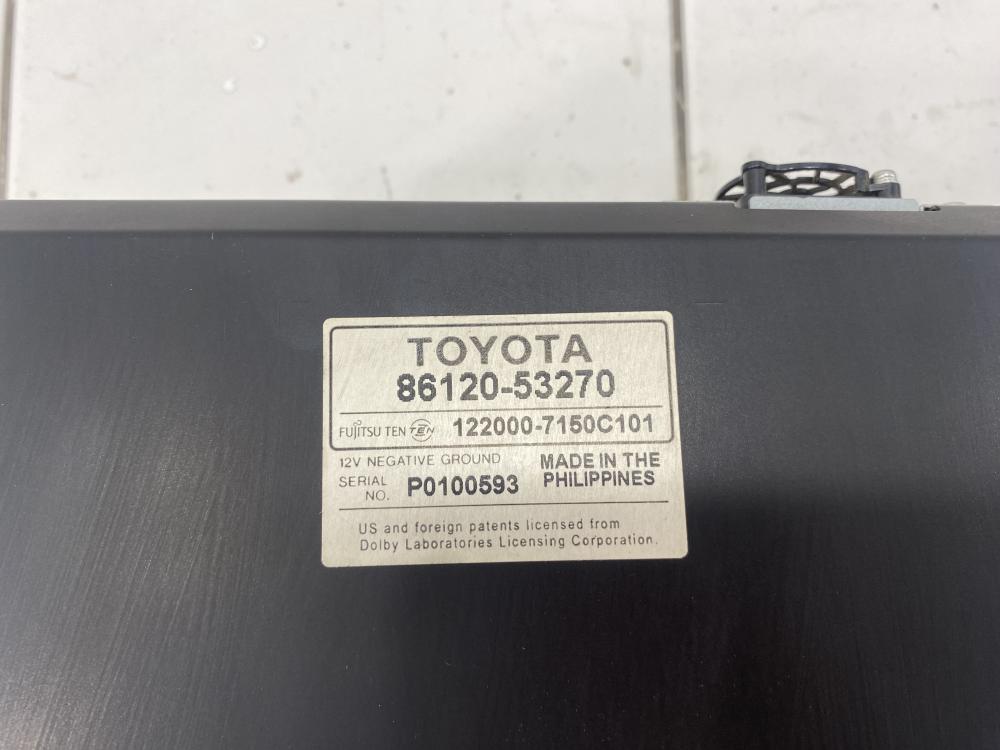 TOYOTA
86120-53270
FUJITSU TEN TEN 122000-7150C101
12V NEGATIVE GROUND
SERIAL NO. P0100593
MADE IN THE
PHILIPPINES
US and foreign patents licensed from
Dolby Laboratories Licensing Corporation.